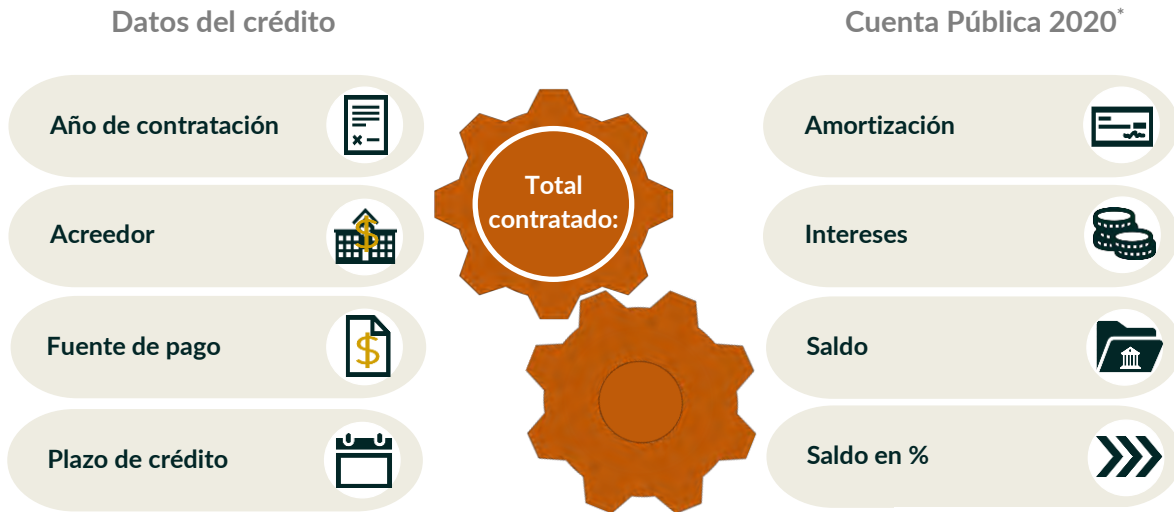 Datos del crédito
Año de contratación
Acreedor
Fuente de pago
Plazo de crédito
Total
contratado:
Cuenta Pública 2020*
Amortización
Intereses
Saldo
Saldo en %